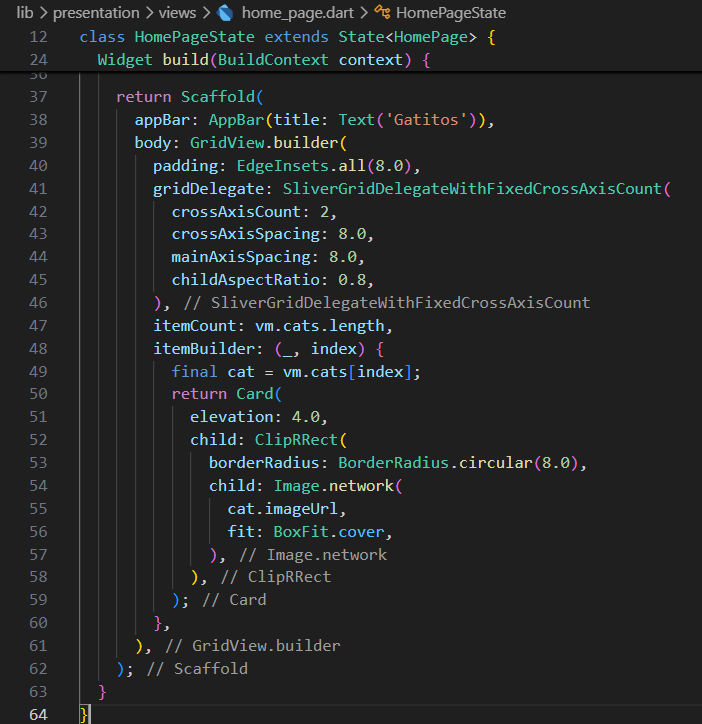 lib > presentation > views > home_page.dart > HomePageState
12 class HomePageState extends State<HomePage> {
24 Widget build(BuildContext context) {
36
37 return Scaffold(
38 appBar: AppBar(title: Text('Gatitos')),
39 body: GridView.builder(
40 padding: EdgeInsets.all(8.0),
41 gridDelegate: SliverGridDelegateWithFixedCrossAxisCount(
42 crossAxisCount: 2,
43 crossAxisSpacing: 8.0,
44 mainAxisSpacing: 8.0,
45 childAspectRatio: 0.8,
46 ), // SliverGridDelegateWithFixedCrossAxisCount
47 itemCount: vm.cats.length,
48 itemBuilder: (_, index) {
49 final cat = vm.cats[index];
50 return Card(
51 elevation: 4.0,
52 child: ClipRRect(
53 borderRadius: BorderRadius.circular(8.0),
54 child: Image.network(
55 cat.imageUrl,
56 fit: BoxFit.cover,
57 ), // Image.network
58 ), // ClipRRect
59 ); // Card
60 },
61 ), // GridView.builder
62 ); // Scaffold
63 }
64 }